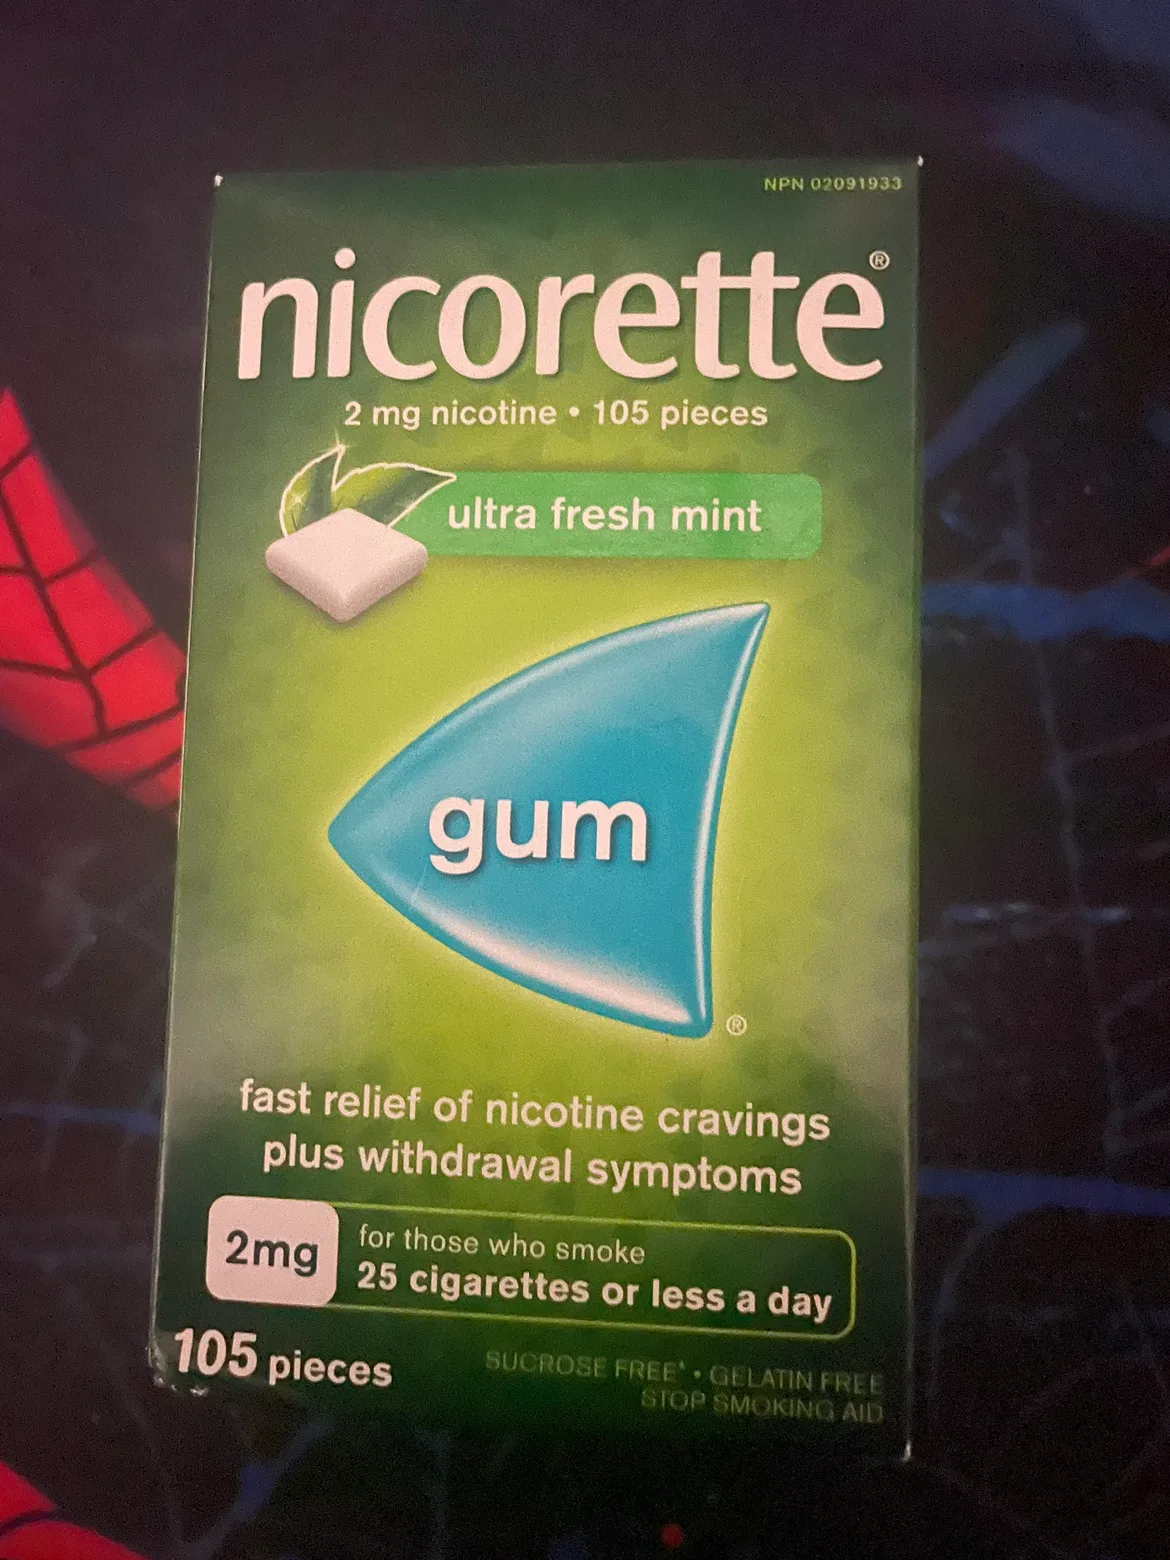 NPN 02091933
nicorette®
2 mg nicotine • 105 pieces
ultra fresh mint
gum
®
fast relief of nicotine cravings
plus withdrawal symptoms
2mg
for those who smoke
25 cigarettes or less a day
105 pieces
SUCROSE FREE* • GELATIN FREE
STOP SMOKING AID